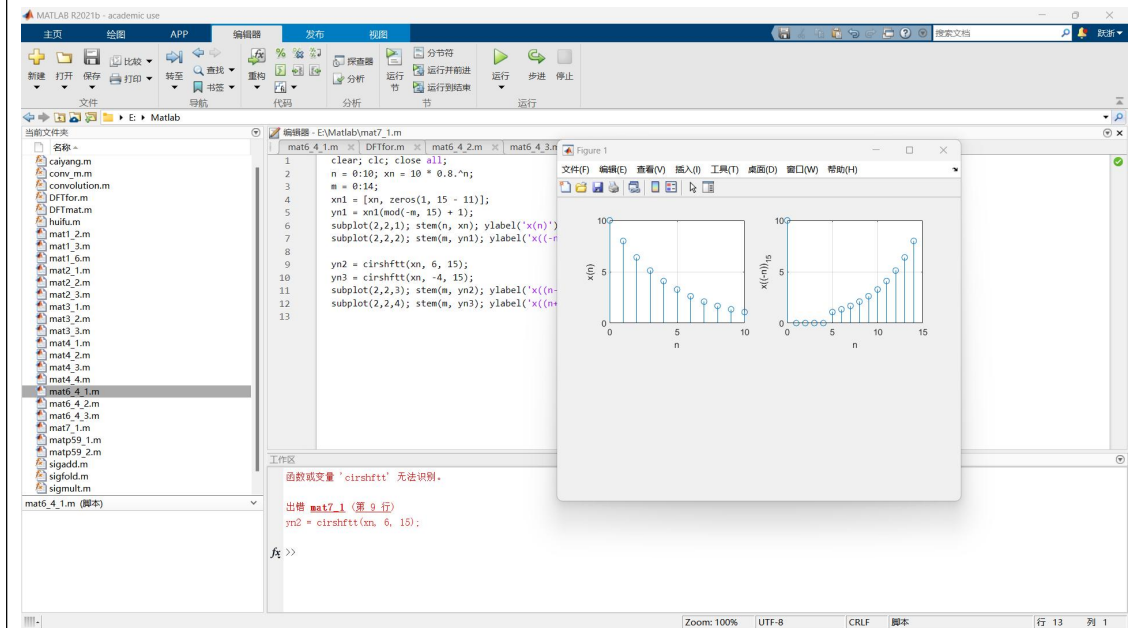 MATLAB R2021b - academic use
主页 绘图 APP 编辑器 发布 视图 搜索文档 跃浙
新建 打开 保存 比较 打印 转至 查找 书签 重构 探查器 分析 运行节 分节符 运行并前进 运行到结束 运行 步进 停止
文件 导航 代码 分析 节 运行
E: Matlab
当前文件夹
名称
caiyang.m
conv_m.m
convolution.m
DFTfor.m
DFTmat.m
huifu.m
mat1_2.m
mat1_3.m
mat1_6.m
mat2_1.m
mat2_2.m
mat2_3.m
mat3_1.m
mat3_2.m
mat3_3.m
mat4_1.m
mat4_2.m
mat4_3.m
mat4_4.m
mat6_4_1.m
mat6_4_2.m
mat6_4_3.m
mat7_1.m
matp59_1.m
matp59_2.m
sigadd.m
sigfold.m
sigmult.m
mat6_4_1.m (脚本)
编辑器 - E:\Matlab\mat7_1.m
mat6_4_1.m DFTfor.m mat6_4_2.m mat6_4_3.n
1 clear; clc; close all;
2 n = 0:10; xn = 10 * 0.8.^n;
3 m = 0:14;
4 xn1 = [xn, zeros(1, 15 - 11)];
5 yn1 = xn1(mod(-m, 15) + 1);
6 subplot(2,2,1); stem(n, xn); ylabel('x(n)')
7 subplot(2,2,2); stem(m, yn1); ylabel('x((-n
8
9 yn2 = cirshftt(xn, 6, 15);
10 yn3 = cirshftt(xn, -4, 15);
11 subplot(2,2,3); stem(m, yn2); ylabel('x((n-
12 subplot(2,2,4); stem(m, yn3); ylabel('x((n+
13
Figure 1
文件(F) 编辑(E) 查看(V) 插入(I) 工具(T) 桌面(D) 窗口(W) 帮助(H)
10
5
0
x(n)
0 5 10
n
10
5
0
x((-n))15
0 5 10 15
n
工作区
函数或变量 'cirshftt' 无法识别。
出错 mat7_1 (第 9 行)
yn2 = cirshftt(xn, 6, 15);
fx >>
Zoom: 100% UTF-8 CRLF 脚本 行 13 列 1